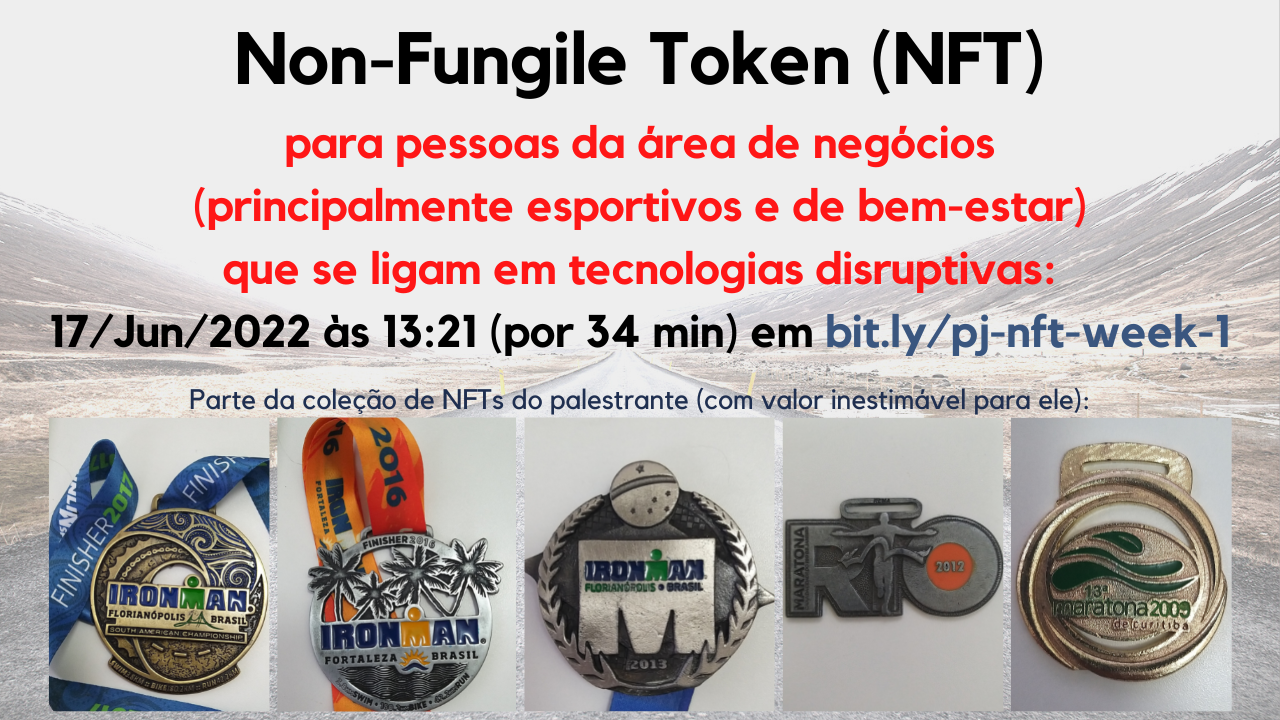 Non-Fungile Token (NFT)
para pessoas da área de negócios
(principalmente esportivos e de bem-estar)
que se ligam em tecnologias disruptivas:
17/Jun/2022 às 13:21 (por 34 min) em bit.ly/pj-nft-week-1
Parte da coleção de NFTs do palestrante (com valor inestimável para ele):
FINISHER 2017
FINISH
IRONMAN
FLORIANÓPOLIS BRASIL
SOUTH AMERICAN CHAMPIONSHIP
2016
FORTALEZA IRON
FINISHER 2016
IRONMAN
FORTALEZA BRASIL
IRONMAN
FLORIANÓPOLIS BRASIL
2013
MARATONA
RIO
2012
13ª
maratona 2009
de curitiba